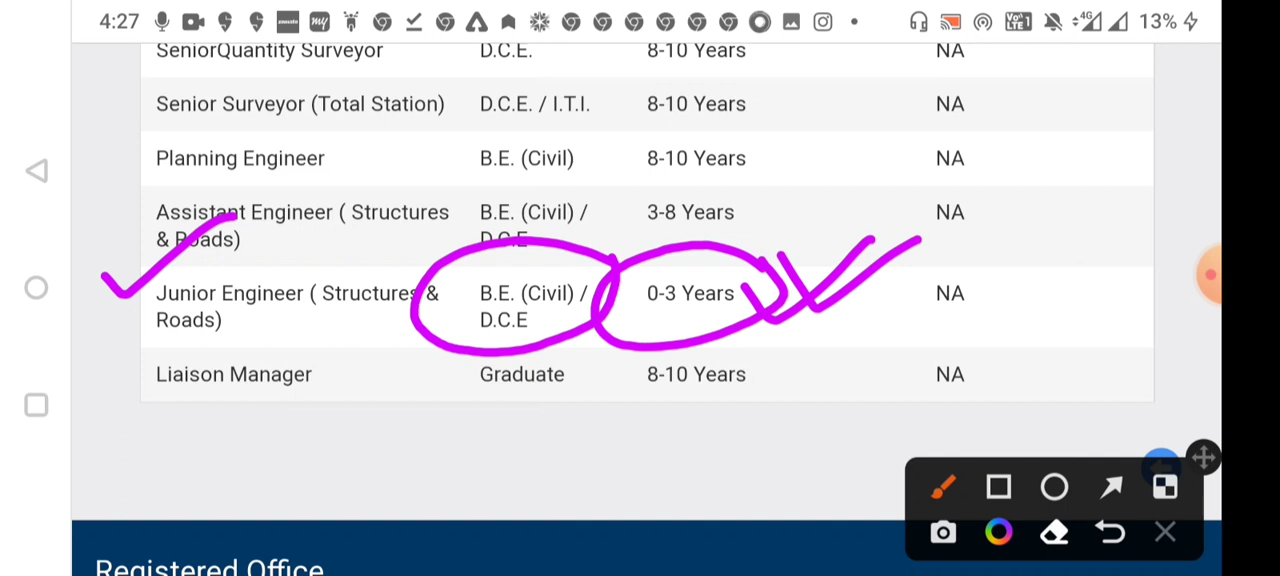 4:27 13%
SeniorQuantity Surveyor D.C.E. 8-10 Years NA
Senior Surveyor (Total Station) D.C.E. / I.T.I. 8-10 Years NA
Planning Engineer B.E. (Civil) 8-10 Years NA
Assistant Engineer ( Structures B.E. (Civil) / 3-8 Years NA
& Roads) D.C.E
Junior Engineer ( Structures & B.E. (Civil) / 0-3 Years NA
Roads) D.C.E
Liaison Manager Graduate 8-10 Years NA
Registered Office